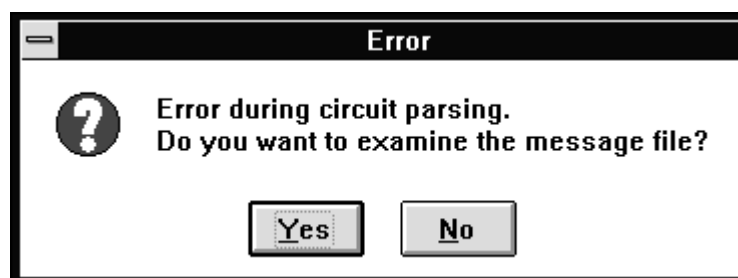 Error
Error during circuit parsing.
Do you want to examine the message file?
Yes No